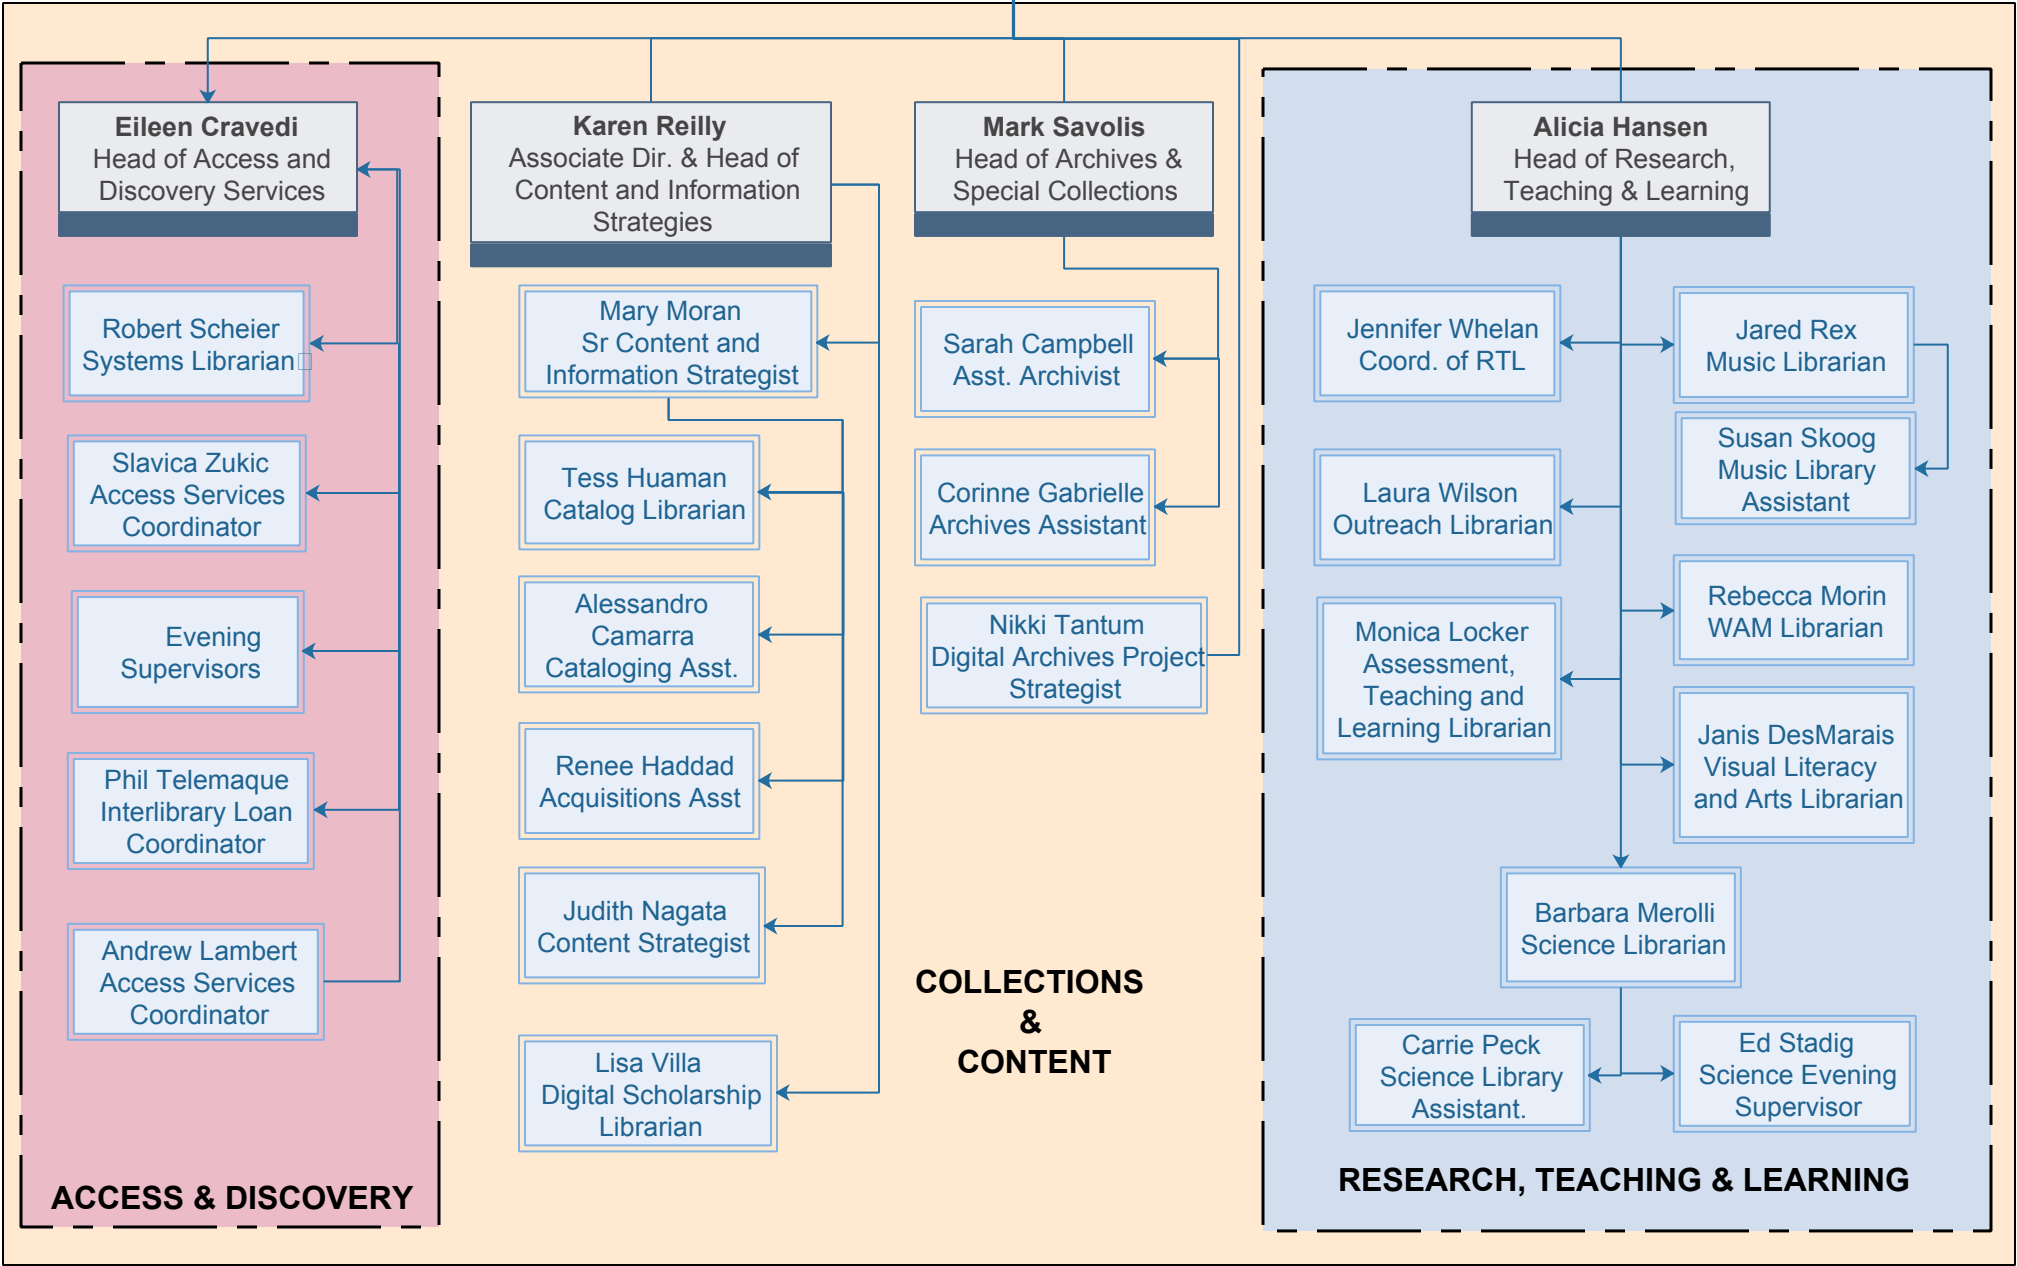 Eileen Cravedi
Head of Access and
Discovery Services
Robert Scheier
Systems Librarian
Slavica Zukic
Access Services
Coordinator
Evening
Supervisors
Phil Telemaque
Interlibrary Loan
Coordinator
Andrew Lambert
Access Services
Coordinator
ACCESS & DISCOVERY
Karen Reilly
Associate Dir. & Head of
Content and Information
Strategies
Mary Moran
Sr Content and
Information Strategist
Tess Huaman
Catalog Librarian
Alessandro
Camarra
Cataloging Asst.
Renee Haddad
Acquisitions Asst
Judith Nagata
Content Strategist
Lisa Villa
Digital Scholarship
Librarian
Mark Savolis
Head of Archives &
Special Collections
Sarah Campbell
Asst. Archivist
Corinne Gabrielle
Archives Assistant
Nikki Tantum
Digital Archives Project
Strategist
COLLECTIONS
&
CONTENT
Alicia Hansen
Head of Research,
Teaching & Learning
Jennifer Whelan
Coord. of RTL
Jared Rex
Music Librarian
Susan Skoog
Music Library
Assistant
Laura Wilson
Outreach Librarian
Rebecca Morin
WAM Librarian
Monica Locker
Assessment,
Teaching and
Learning Librarian
Janis DesMarais
Visual Literacy
and Arts Librarian
Barbara Merolli
Science Librarian
Carrie Peck
Science Library
Assistant.
Ed Stadig
Science Evening
Supervisor
RESEARCH, TEACHING & LEARNING